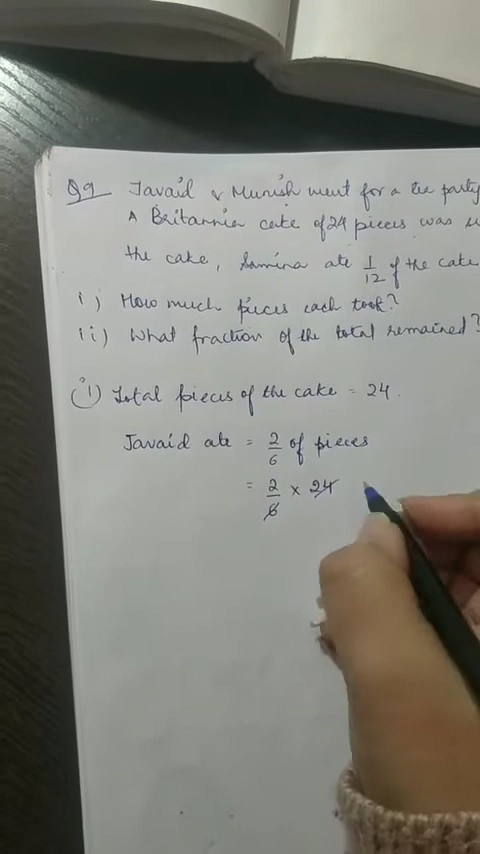 Q9 Javaid & Munish went for a tea party
A Britannia cake of 24 pieces was
the cake, Samina ate 1/12 of the cake
i) How much pieces each took?
ii) What fraction of the total remained?
(i) Total pieces of the cake = 24.
Javaid ate = 2/6 of pieces
= 2/6 × 24